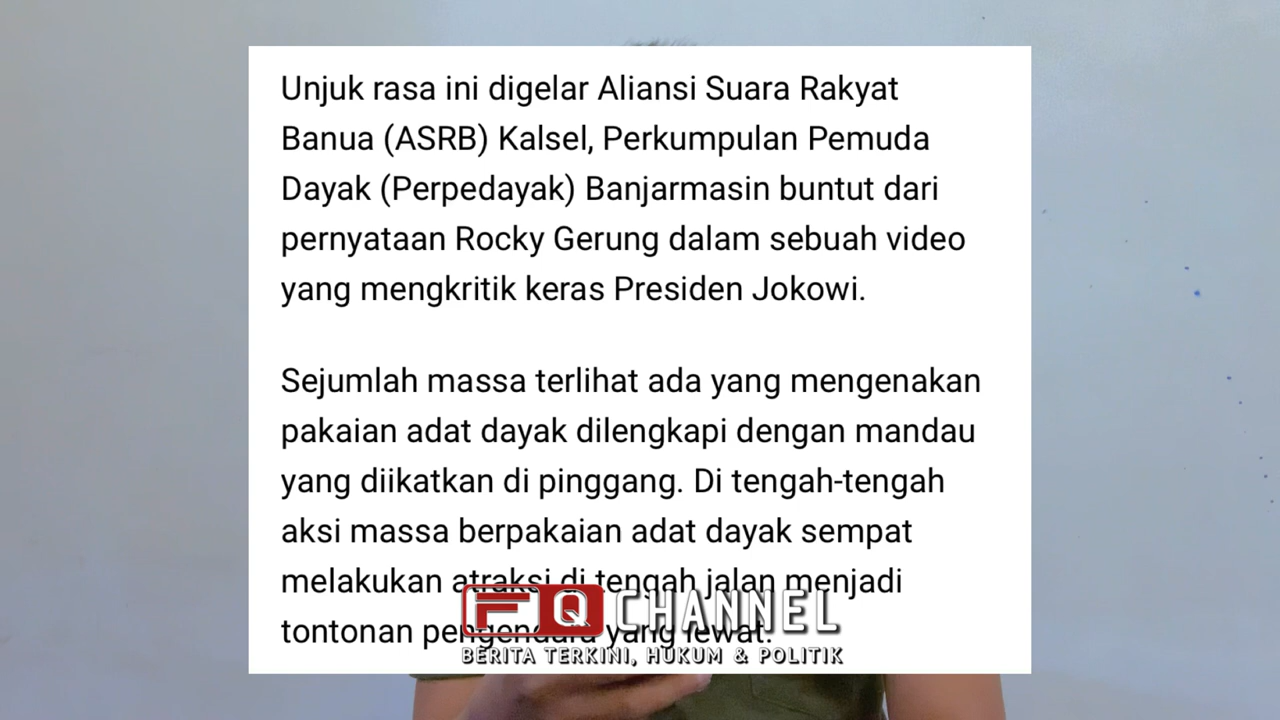 Unjuk rasa ini digelar Aliansi Suara Rakyat
Banua (ASRB) Kalsel, Perkumpulan Pemuda
Dayak (Perpedayak) Banjarmasin buntut dari
pernyataan Rocky Gerung dalam sebuah video
yang mengkritik keras Presiden Jokowi.
Sejumlah massa terlihat ada yang mengenakan
pakaian adat dayak dilengkapi dengan mandau
yang diikatkan di pinggang. Di tengah-tengah
aksi massa berpakaian adat dayak sempat
melakukan atraksi di tengah jalan menjadi
tontonan pengendara yang lewat.
FQ CHANNEL
BERITA TERKINI, HUKUM & POLITIK